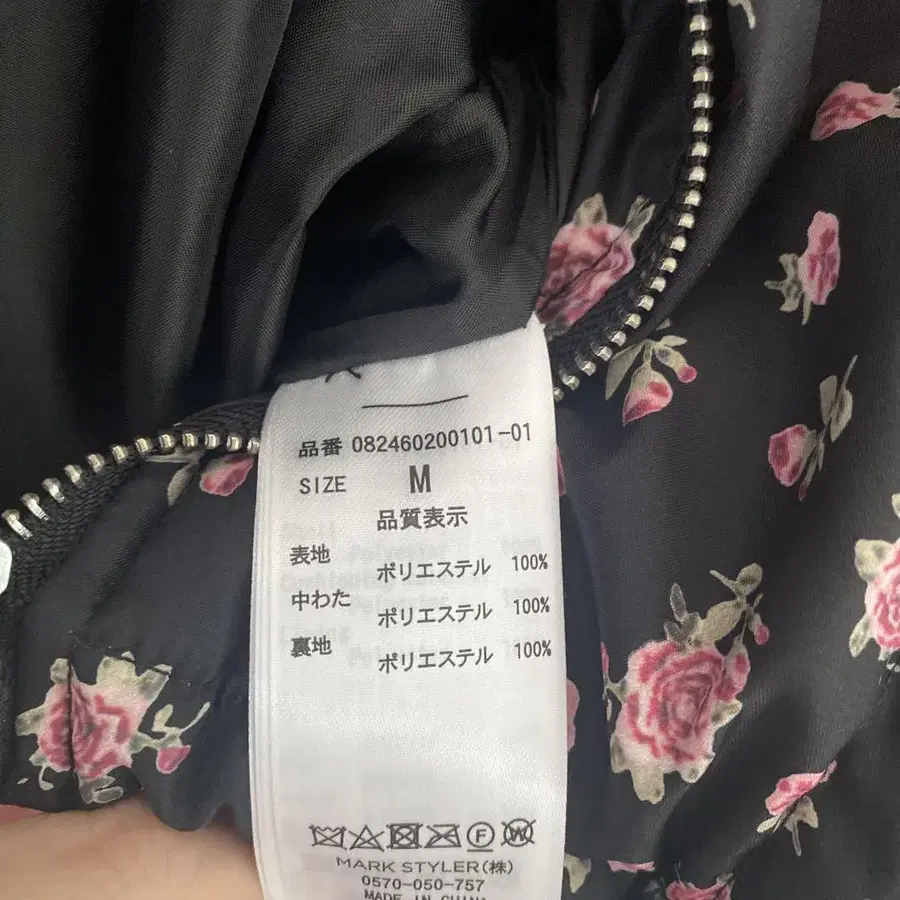 品番 082460200101-01
SIZE M
品質表示
表地 ポリエステル 100%
中わた ポリエステル 100%
裏地 ポリエステル 100%
F W
MARK STYLER(株)
0570-050-757
MADE IN CHINA